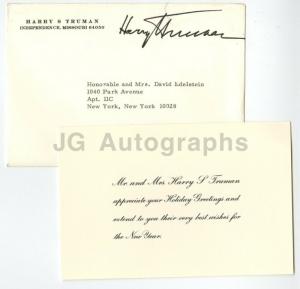 HARRY S TRUMAN
INDEPENDENCE, MISSOURI 64050
Harry S Truman
Honorable and Mrs. David Edelstein
1040 Park Avenue
Apt. 11C
New York, New York 10028
JG Autographs
Mr. and Mrs. Harry S Truman
appreciate your Holiday Greetings and
extend to you their very best wishes for
the New Year.